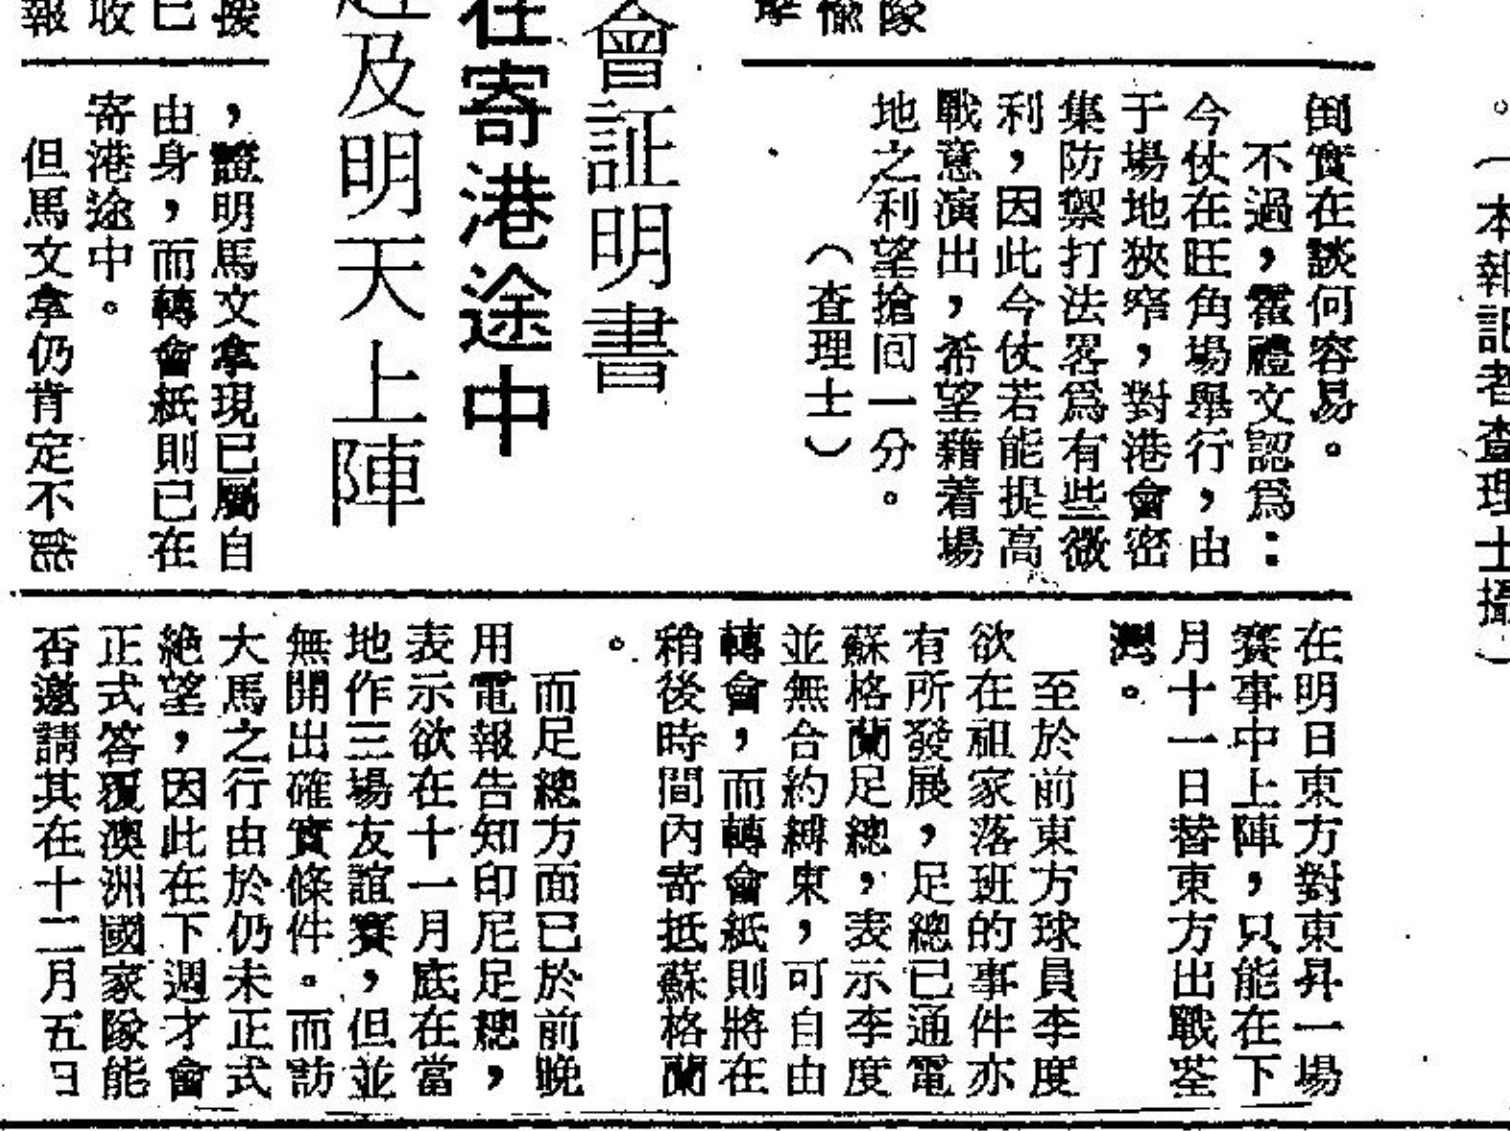 倒實在談何容易。
不過，霍禮文認爲：
今仗在旺角場舉行，由
于場地狹窄，對港會密
集防禦打法畧爲有些微
利，因此今仗若能提高
戰意演出，希望藉着場
地之利望搶囘一分。
（查理士）
會証明書
在寄港途中
及明天上陣
，證明馬文拿現已屬自
由身，而轉會紙則已在
寄港途中。
但馬文拿仍肯定不
在明日東方對東昇一場
賽事中上陣，只能在下
月十一日替東方出戰荃
灣。
至於前東方球員李度
欲在祖家落班的事件亦
有所發展，足總已通電
蘇格蘭足總，表示李度
並無合約縛束，可自由
轉會，而轉會紙則將在
稍後時間內寄抵蘇格蘭
。
而足總方面已於前晚
用電報告知印尼足總，
表示欲在十一月底在當
地作三場友誼賽，但並
無開出確實條件。而訪
大馬之行由於仍未正式
絕望，因此在下週才會
正式答覆澳洲國家隊能
否邀請其在十二月五日
。（本報記者查理士攝）